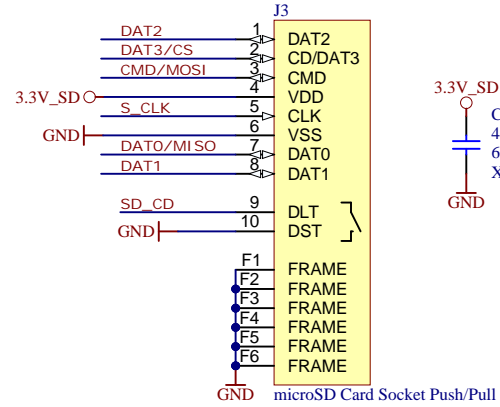 J3
DAT2 1 DAT2
DAT3/CS 2 CD/DAT3
CMD/MOSI 3 CMD
3.3V_SD 4 VDD
S_CLK 5 CLK
GND 6 VSS
DAT0/MISO 7 DAT0
DAT1 8 DAT1
SD_CD 9 DLT
GND 10 DST
F1 FRAME
F2 FRAME
F3 FRAME
F4 FRAME
F5 FRAME
F6 FRAME
GND
microSD Card Socket Push/Pull
3.3V_SD
C
4
6
X
GND